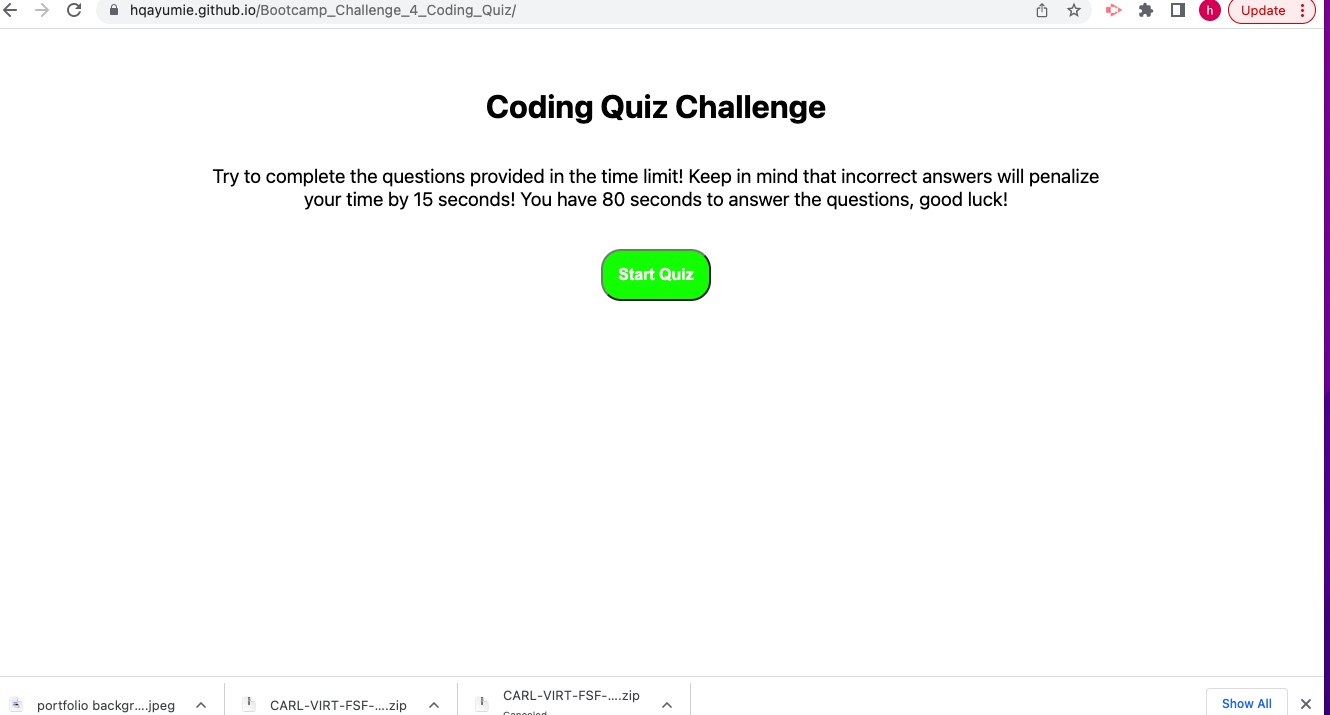 hqayumie.github.io/Bootcamp_Challenge_4_Coding_Quiz/
h
Update
Coding Quiz Challenge
Try to complete the questions provided in the time limit! Keep in mind that incorrect answers will penalize
your time by 15 seconds! You have 80 seconds to answer the questions, good luck!
Start Quiz
portfolio backgr....jpeg
CARL-VIRT-FSF-....zip
CARL-VIRT-FSF-....zip
Canceled
Show All